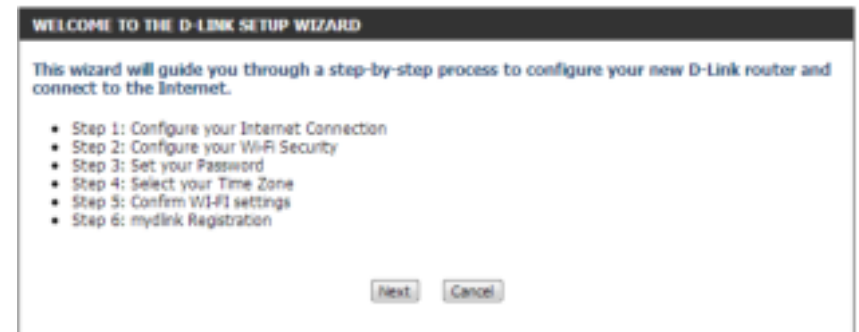 WELCOME TO THE D-LINK SETUP WIZARD
This wizard will guide you through a step-by-step process to configure your new D-Link router and
connect to the Internet.
• Step 1: Configure your Internet Connection
• Step 2: Configure your Wi-Fi Security
• Step 3: Set your Password
• Step 4: Select your Time Zone
• Step 5: Confirm WI-FI settings
• Step 6: mydlink Registration
Next Cancel